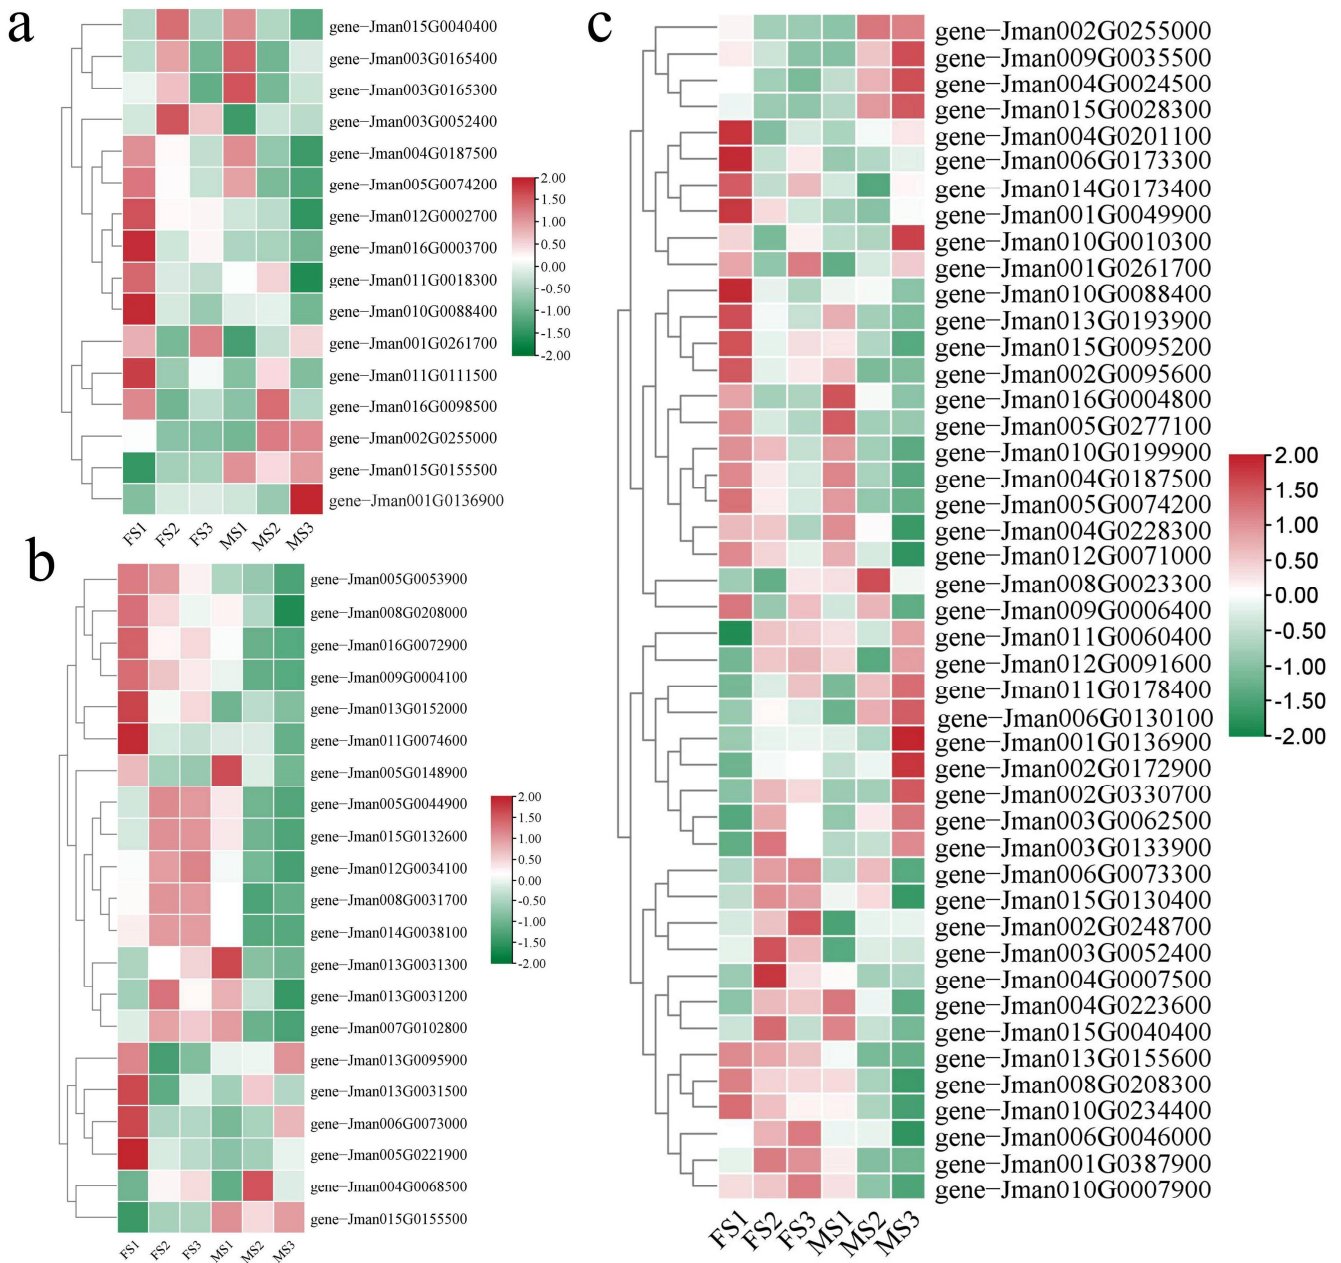 a
gene-Jman015G0040400
gene-Jman003G0165400
gene-Jman003G0165300
gene-Jman003G0052400
gene-Jman004G0187500
gene-Jman005G0074200
gene-Jman012G0002700
gene-Jman016G0003700
gene-Jman011G0018300
gene-Jman010G0088400
gene-Jman001G0261700
gene-Jman011G0111500
gene-Jman016G0098500
gene-Jman002G0255000
gene-Jman015G0155500
gene-Jman001G0136900
FS1 FS2 FS3 MS1 MS2 MS3
2.00
1.50
1.00
0.50
0.00
-0.50
-1.00
-1.50
-2.00
b
gene-Jman005G0053900
gene-Jman008G0208000
gene-Jman016G0072900
gene-Jman009G0004100
gene-Jman013G0152000
gene-Jman011G0074600
gene-Jman005G0148900
gene-Jman005G0044900
gene-Jman015G0132600
gene-Jman012G0034100
gene-Jman008G0031700
gene-Jman014G0038100
gene-Jman013G0031300
gene-Jman013G0031200
gene-Jman007G0102800
gene-Jman013G0095900
gene-Jman013G0031500
gene-Jman006G0073000
gene-Jman005G0221900
gene-Jman004G0068500
gene-Jman015G0155500
FS1 FS2 FS3 MS1 MS2 MS3
2.00
1.50
1.00
0.50
0.00
-0.50
-1.00
-1.50
-2.00
c
gene-Jman002G0255000
gene-Jman009G0035500
gene-Jman004G0024500
gene-Jman015G0028300
gene-Jman004G0201100
gene-Jman006G0173300
gene-Jman014G0173400
gene-Jman001G0049900
gene-Jman010G0010300
gene-Jman001G0261700
gene-Jman010G0088400
gene-Jman013G0193900
gene-Jman015G0095200
gene-Jman002G0095600
gene-Jman016G0004800
gene-Jman005G0277100
gene-Jman010G0199900
gene-Jman004G0187500
gene-Jman005G0074200
gene-Jman004G0228300
gene-Jman012G0071000
gene-Jman008G0023300
gene-Jman009G0006400
gene-Jman011G0060400
gene-Jman012G0091600
gene-Jman011G0178400
gene-Jman006G0130100
gene-Jman001G0136900
gene-Jman002G0172900
gene-Jman002G0330700
gene-Jman003G0062500
gene-Jman003G0133900
gene-Jman006G0073300
gene-Jman015G0130400
gene-Jman002G0248700
gene-Jman003G0052400
gene-Jman004G0007500
gene-Jman004G0223600
gene-Jman015G0040400
gene-Jman013G0155600
gene-Jman008G0208300
gene-Jman010G0234400
gene-Jman006G0046000
gene-Jman001G0387900
gene-Jman010G0007900
FS1 FS2 FS3 MS1 MS2 MS3
2.00
1.50
1.00
0.50
0.00
-0.50
-1.00
-1.50
-2.00